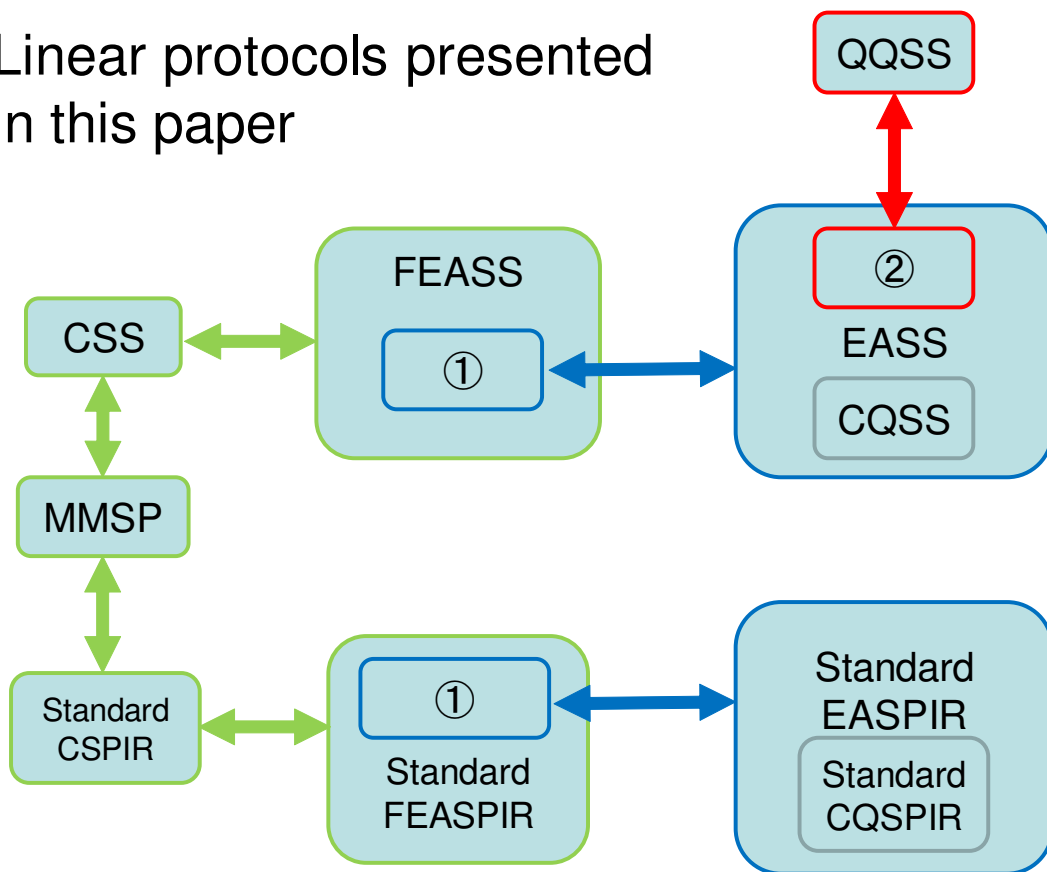 Linear protocols presented
n this paper
QQSS
②
EASS
CQSS
FEASS
①
CSS
MMSP
Standard
CSPIR
①
Standard
FEASPIR
Standard
EASPIR
Standard
CQSPIR